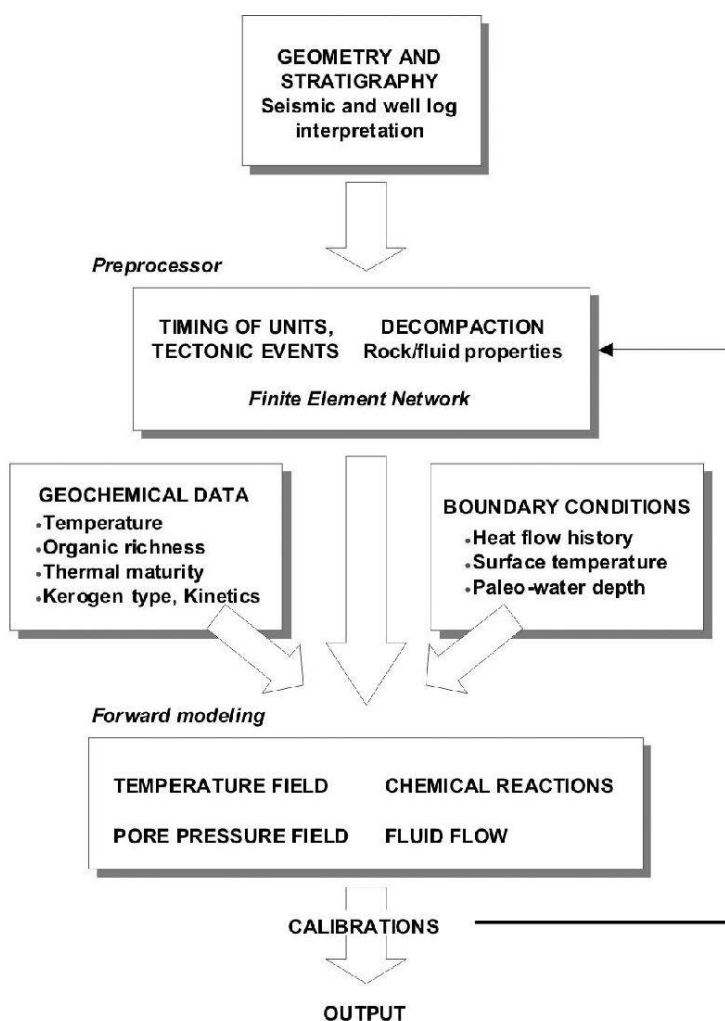 GEOMETRY AND
STRATIGRAPHY
Seismic and well log
interpretation
Preprocessor
TIMING OF UNITS,
TECTONIC EVENTS
DECOMPACTION
Rock/fluid properties
Finite Element Network
GEOCHEMICAL DATA
•Temperature
•Organic richness
•Thermal maturity
•Kerogen type, Kinetics
BOUNDARY CONDITIONS
•Heat flow history
•Surface temperature
•Paleo-water depth
Forward modeling
TEMPERATURE FIELD
CHEMICAL REACTIONS
PORE PRESSURE FIELD
FLUID FLOW
CALIBRATIONS
OUTPUT